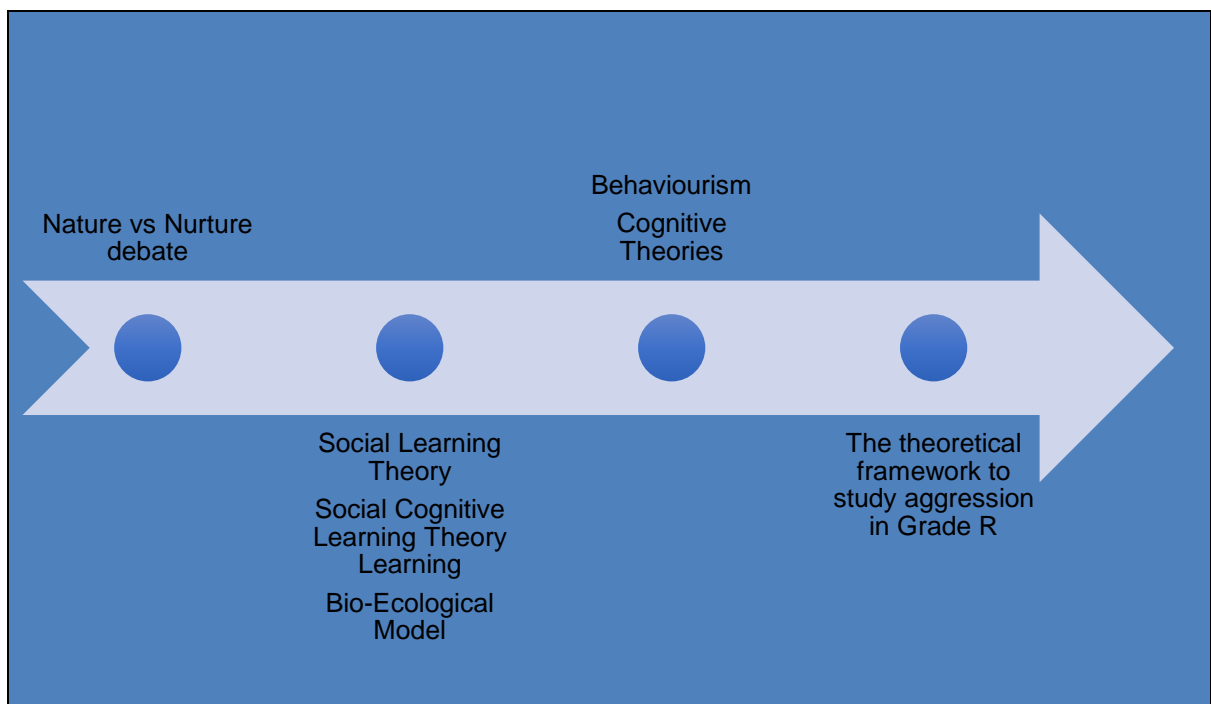 Nature vs Nurture
debate
Social Learning
Theory
Social Cognitive
Learning Theory
Learning
Bio-Ecological
Model
Behaviourism
Cognitive
Theories
The theoretical
framework to
study aggression
in Grade R